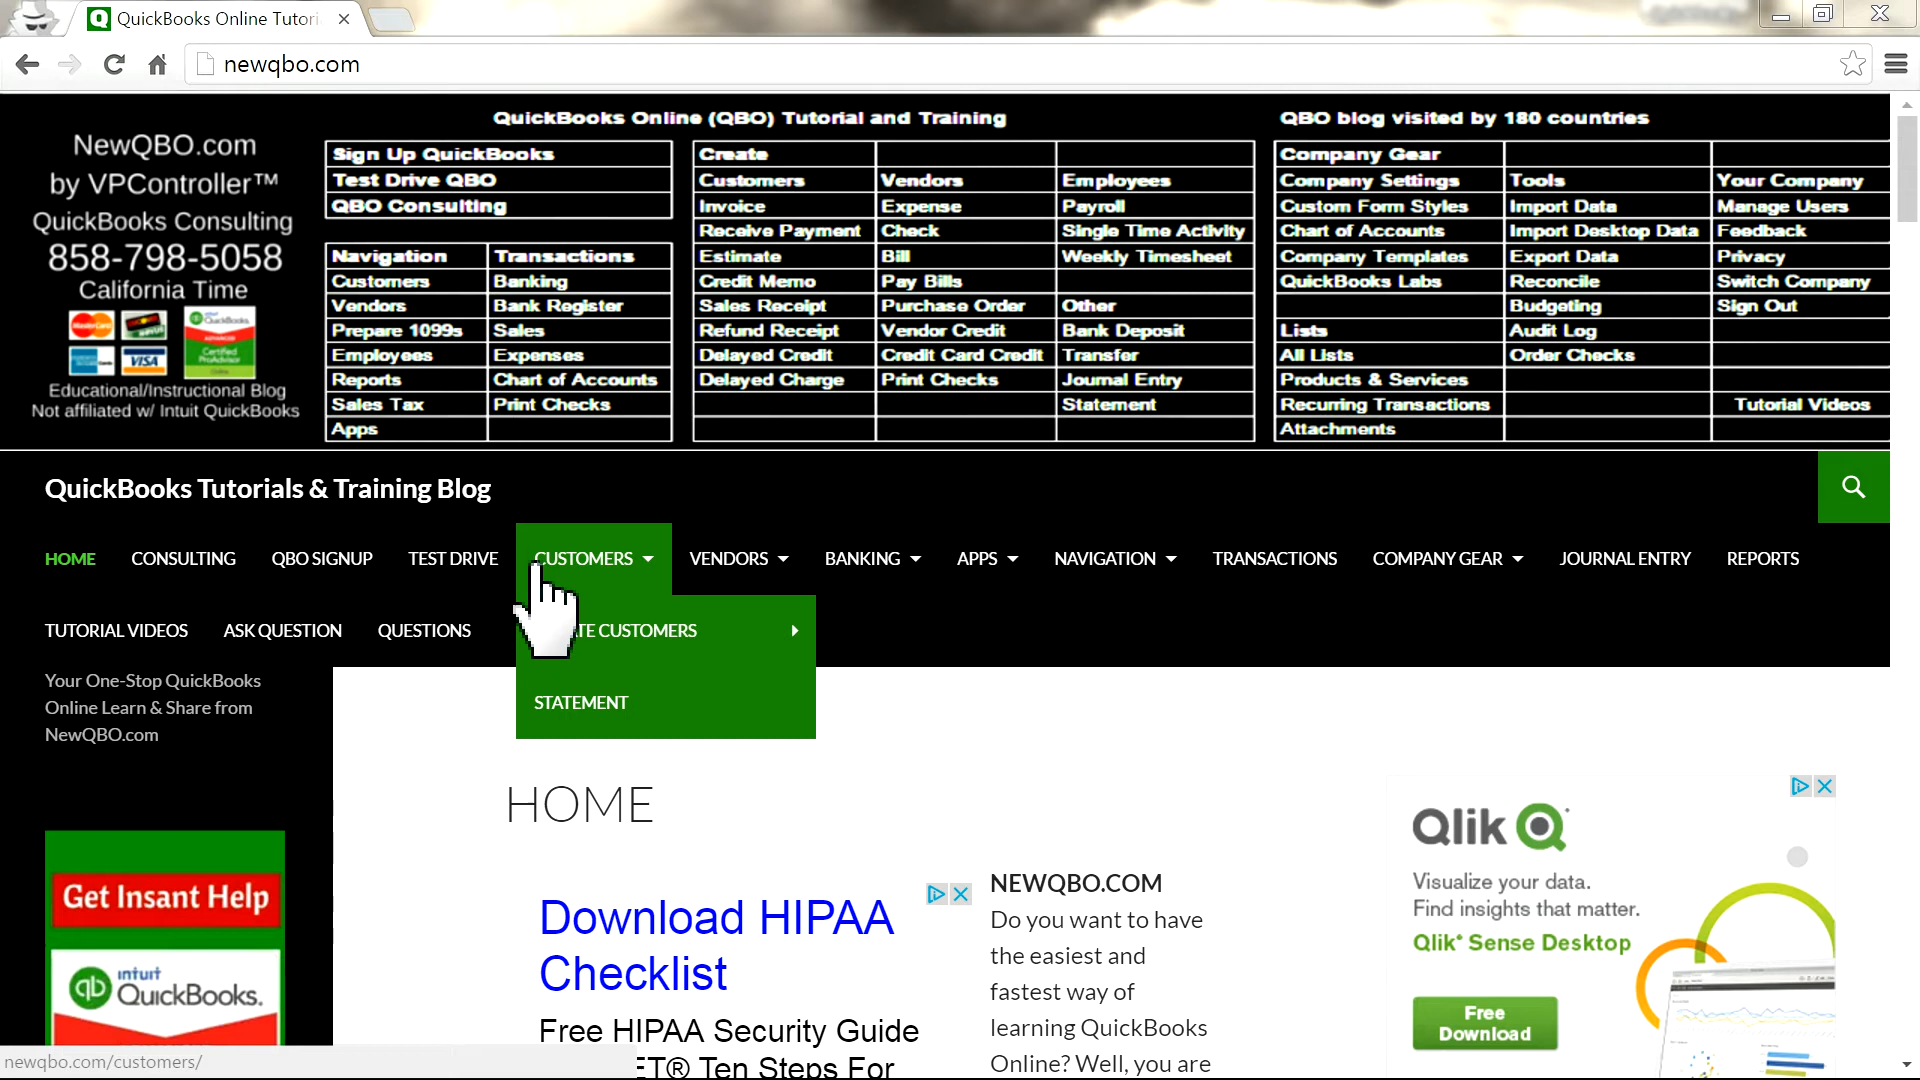 QuickBooks Online Tutori
newqbo.com
NewQBO.com
by VPController™
QuickBooks Consulting
858-798-5058
California Time
MasterCard
VISA
QuickBooks
Certified
ProAdvisor
Educational/Instructional Blog
Not affiliated w/ Intuit QuickBooks
QuickBooks Online (QBO) Tutorial and Training
QBO blog visited by 180 countries
Sign Up QuickBooks
Test Drive QBO
QBO Consulting
Navigation Transactions
Customers Banking
Vendors Bank Register
Prepare 1099s Sales
Employees Expenses
Reports Chart of Accounts
Sales Tax Print Checks
Apps
Create
Customers Vendors Employees
Invoice Expense Payroll
Receive Payment Check Single Time Activity
Estimate Bill Weekly Timesheet
Credit Memo Pay Bills
Sales Receipt Purchase Order Other
Refund Receipt Vendor Credit Bank Deposit
Delayed Credit Credit Card Credit Transfer
Delayed Charge Print Checks Journal Entry
Statement
Company Gear
Company Settings Tools Your Company
Custom Form Styles Import Data Manage Users
Chart of Accounts Import Desktop Data Feedback
Company Templates Export Data Privacy
QuickBooks Labs Reconcile Switch Company
Budgeting Sign Out
Lists Audit Log
All Lists Order Checks
Products & Services
Recurring Transactions Tutorial Videos
Attachments
QuickBooks Tutorials & Training Blog
HOME CONSULTING QBO SIGNUP TEST DRIVE CUSTOMERS VENDORS BANKING APPS NAVIGATION TRANSACTIONS COMPANY GEAR JOURNAL ENTRY REPORTS
TUTORIAL VIDEOS ASK QUESTION QUESTIONS
TE CUSTOMERS
STATEMENT
Your One-Stop QuickBooks
Online Learn & Share from
NewQBO.com
Get Insant Help
intuit
qb QuickBooks.
HOME
Download HIPAA
Checklist
Free HIPAA Security Guide
ET® Ten Steps For
NEWQBO.COM
Do you want to have
the easiest and
fastest way of
learning QuickBooks
Online? Well, you are
Qlik
Visualize your data.
Find insights that matter.
Qlik® Sense Desktop
Free
Download
newqbo.com/customers/